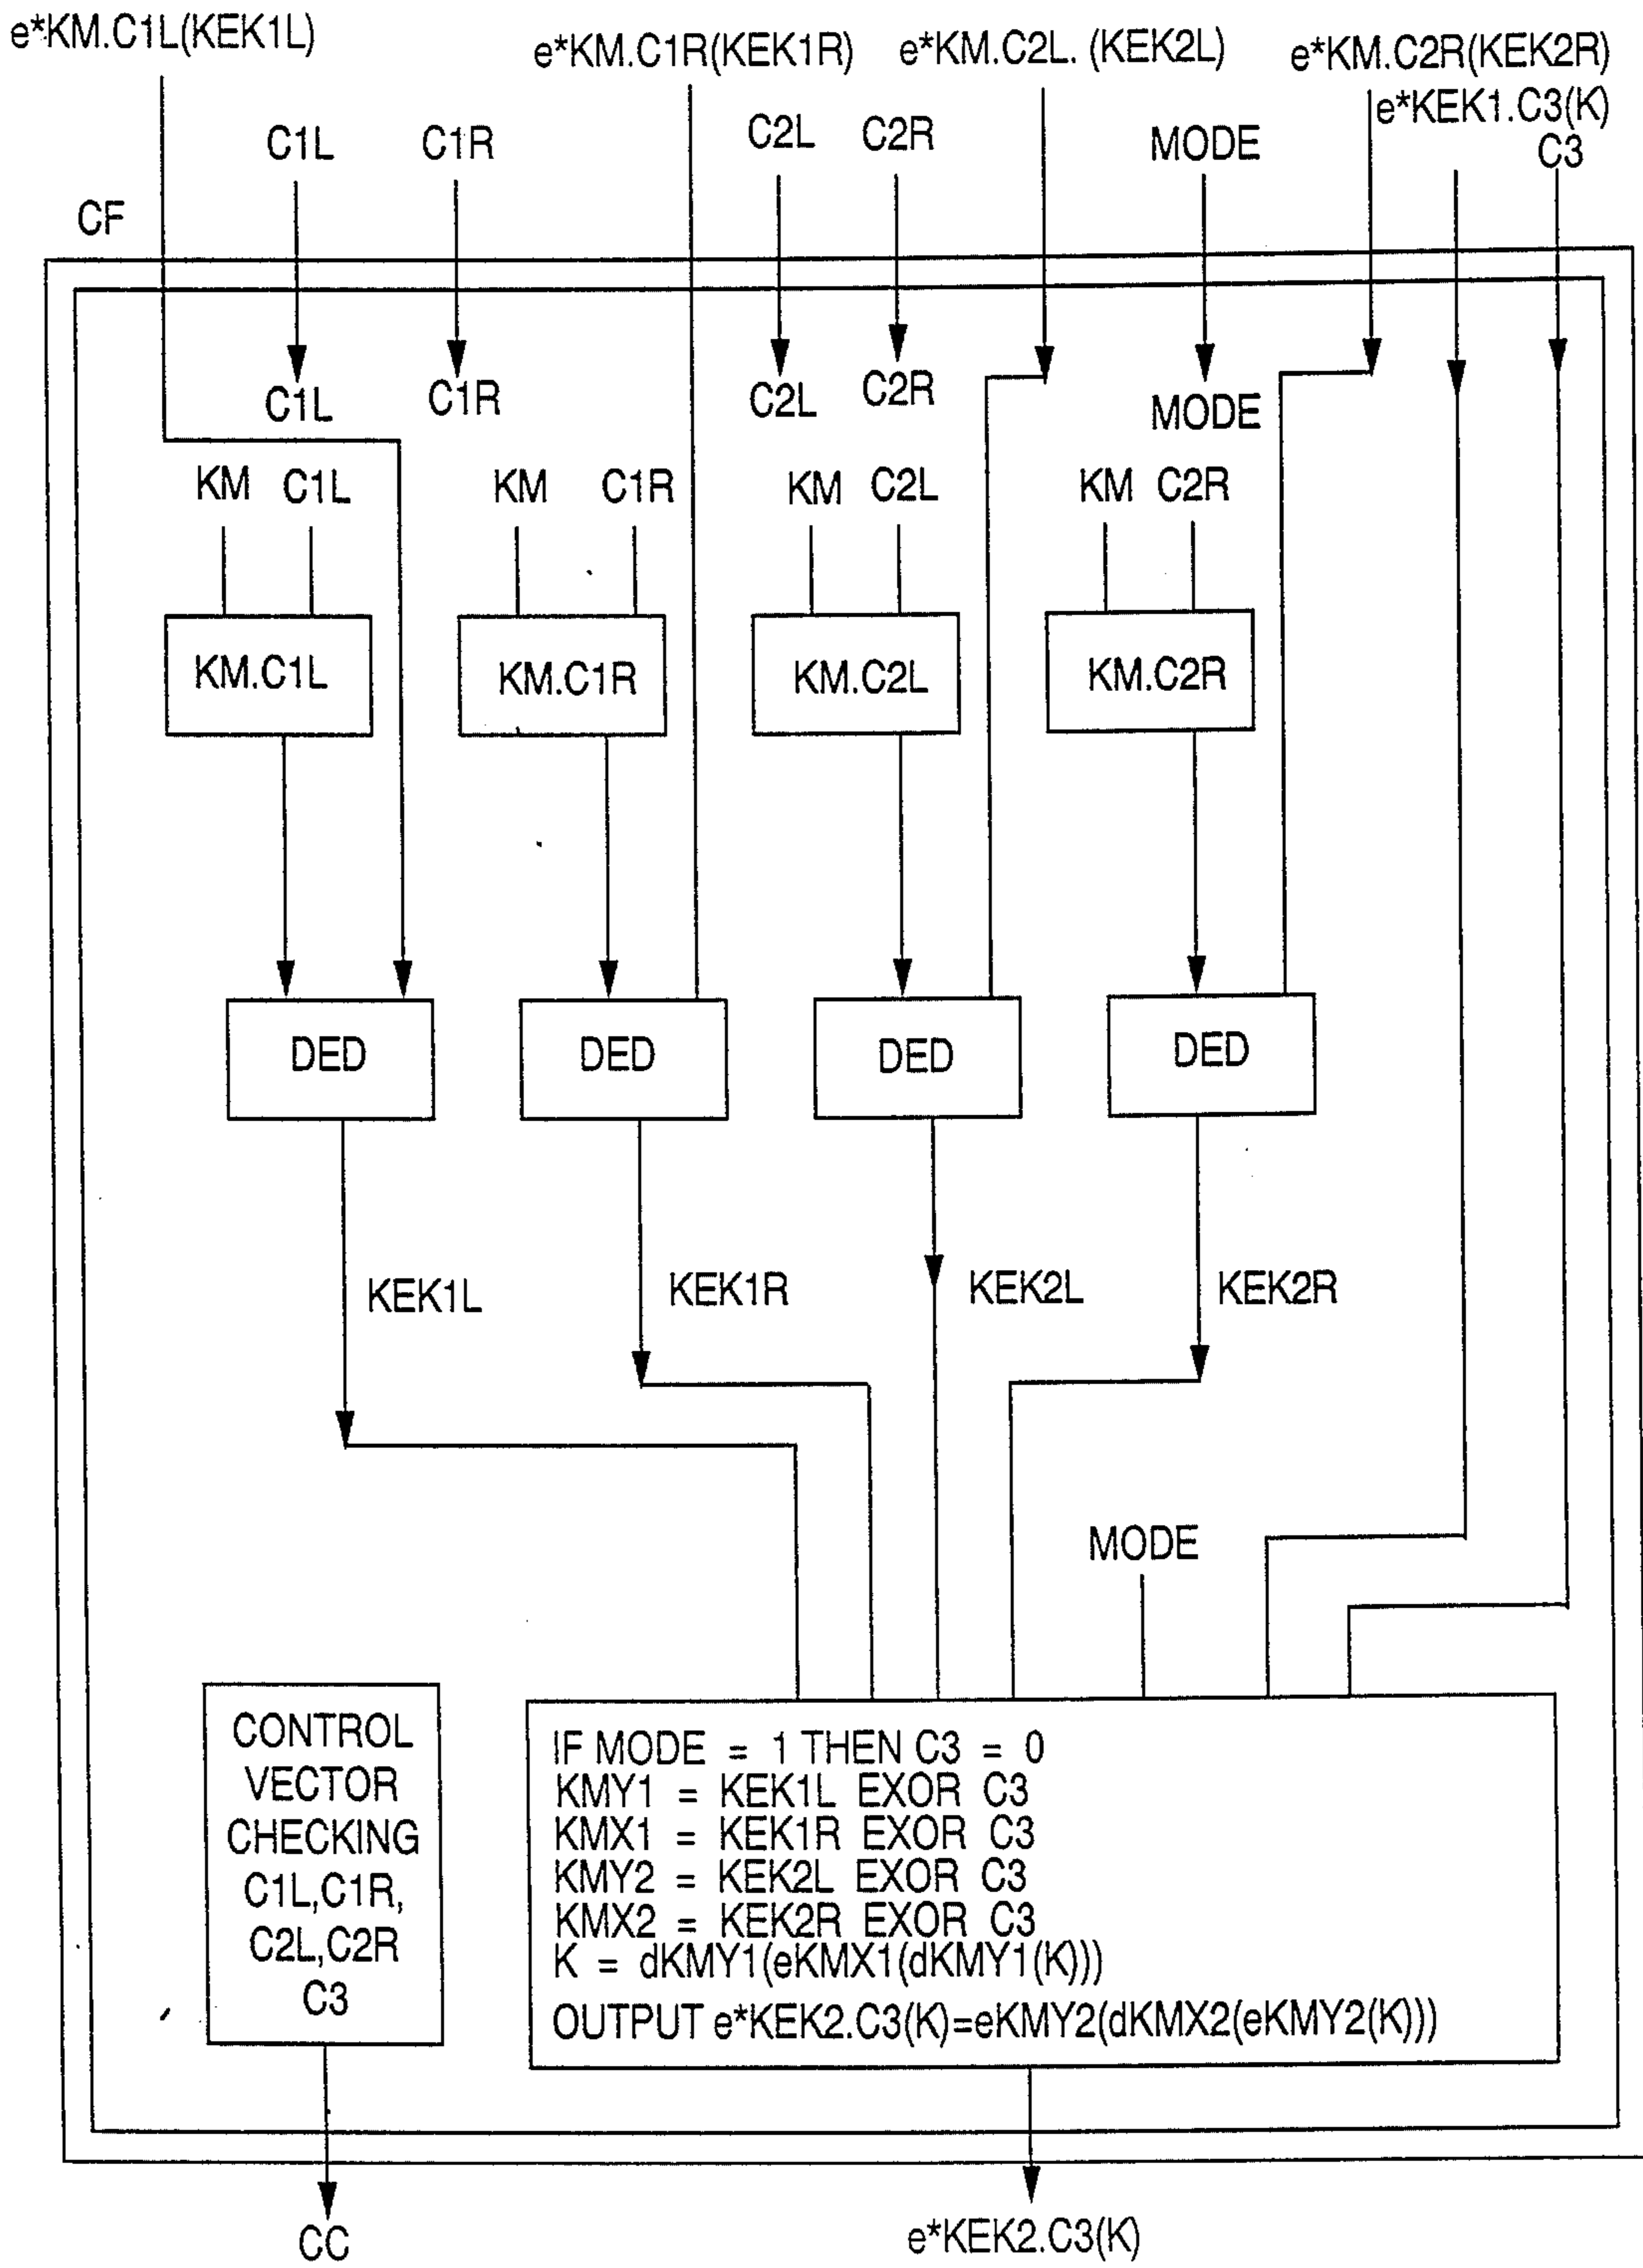 e*KM.C1L(KEK1L)
e*KM.C1R(KEK1R)
e*KM.C2L. (KEK2L)
e*KM.C2R(KEK2R)
e*KEK1.C3(K)
C1L
C1R
C2L
C2R
MODE
C3
CF
C1L
C1R
C2L
C2R
MODE
KM C1L
KM C1R
KM C2L
KM C2R
KM.C1L
KM.C1R
KM.C2L
KM.C2R
DED
DED
DED
DED
KEK1L
KEK1R
KEK2L
KEK2R
MODE
CONTROL
VECTOR
CHECKING
C1L,C1R,
C2L,C2R
C3
IF MODE = 1 THEN C3 = 0
KMY1 = KEK1L EXOR C3
KMX1 = KEK1R EXOR C3
KMY2 = KEK2L EXOR C3
KMX2 = KEK2R EXOR C3
K = dKMY1(eKMX1(dKMY1(K)))
OUTPUT e*KEK2.C3(K)=eKMY2(dKMX2(eKMY2(K)))
CC
e*KEK2.C3(K)